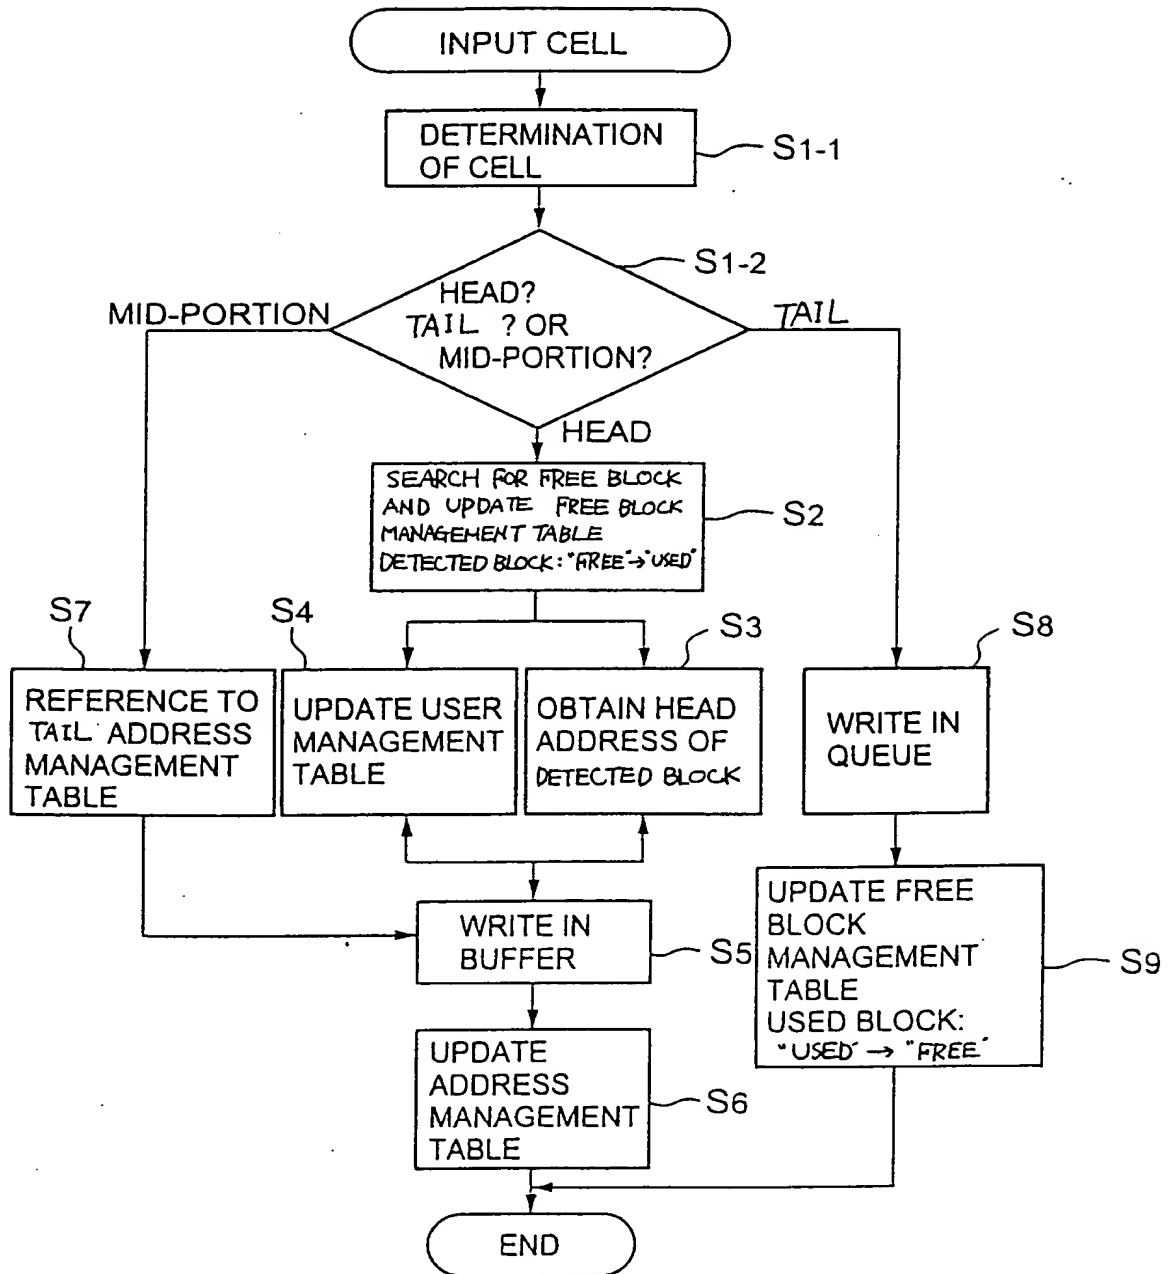 INPUT CELL
DETERMINATION
OF CELL
S1-1
S1-2
HEAD?
TAIL ? OR
MID-PORTION?
MID-PORTION
TAIL
HEAD
SEARCH FOR FREE BLOCK
AND UPDATE FREE BLOCK
MANAGEMENT TABLE
DETECTED BLOCK: "FREE"→"USED"
S2
S7
REFERENCE TO
TAIL ADDRESS
MANAGEMENT
TABLE
S4
UPDATE USER
MANAGEMENT
TABLE
S3
OBTAIN HEAD
ADDRESS OF
DETECTED BLOCK
S8
WRITE IN
QUEUE
WRITE IN
BUFFER
S5
UPDATE FREE
BLOCK
MANAGEMENT
TABLE
USED BLOCK:
"USED" → "FREE"
S9
UPDATE
ADDRESS
MANAGEMENT
TABLE
S6
END